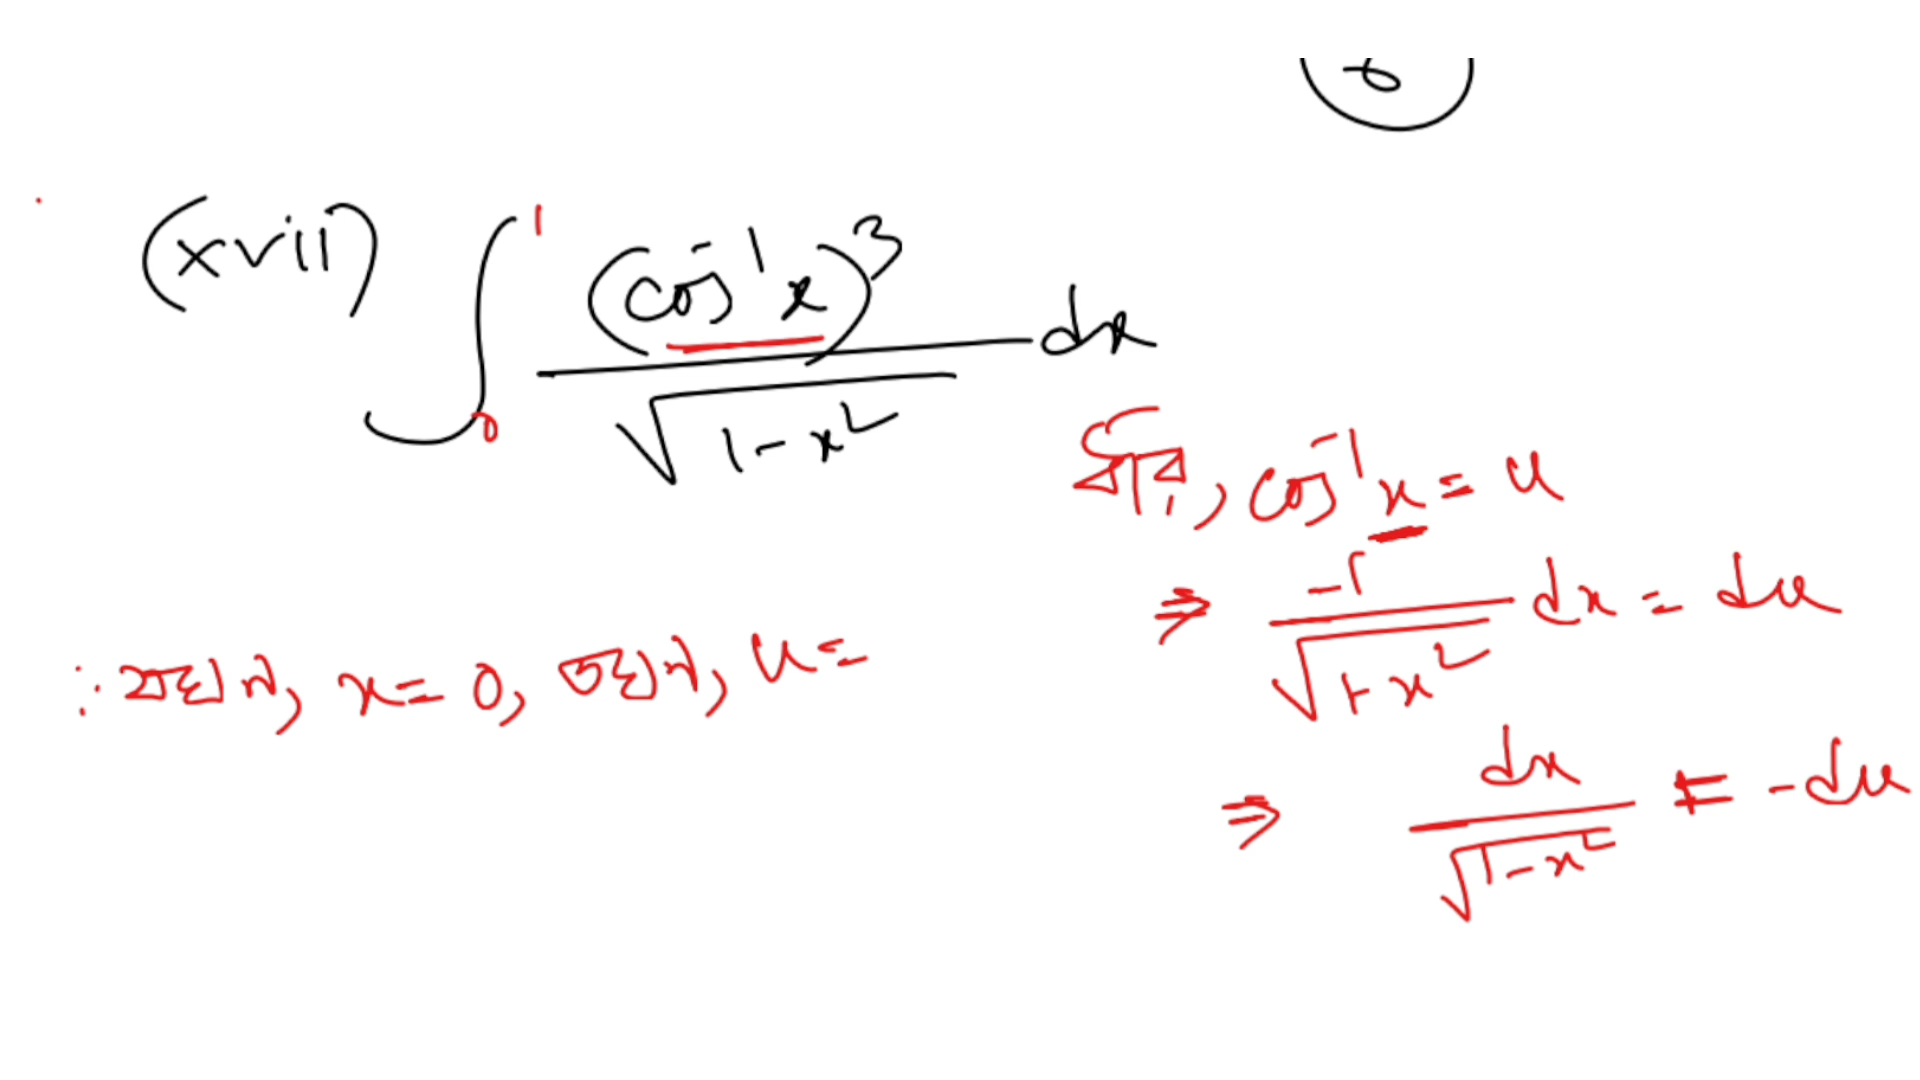 6
(xvii) ∫₀¹ (cos⁻¹x)³ / √(1-x²) dx
ধরি, cos⁻¹x = u
⇒ -1/√(1-x²) dx = du
∴ যখন, x = 0, তখন, u =
⇒ dx/√(1-x²) = -du